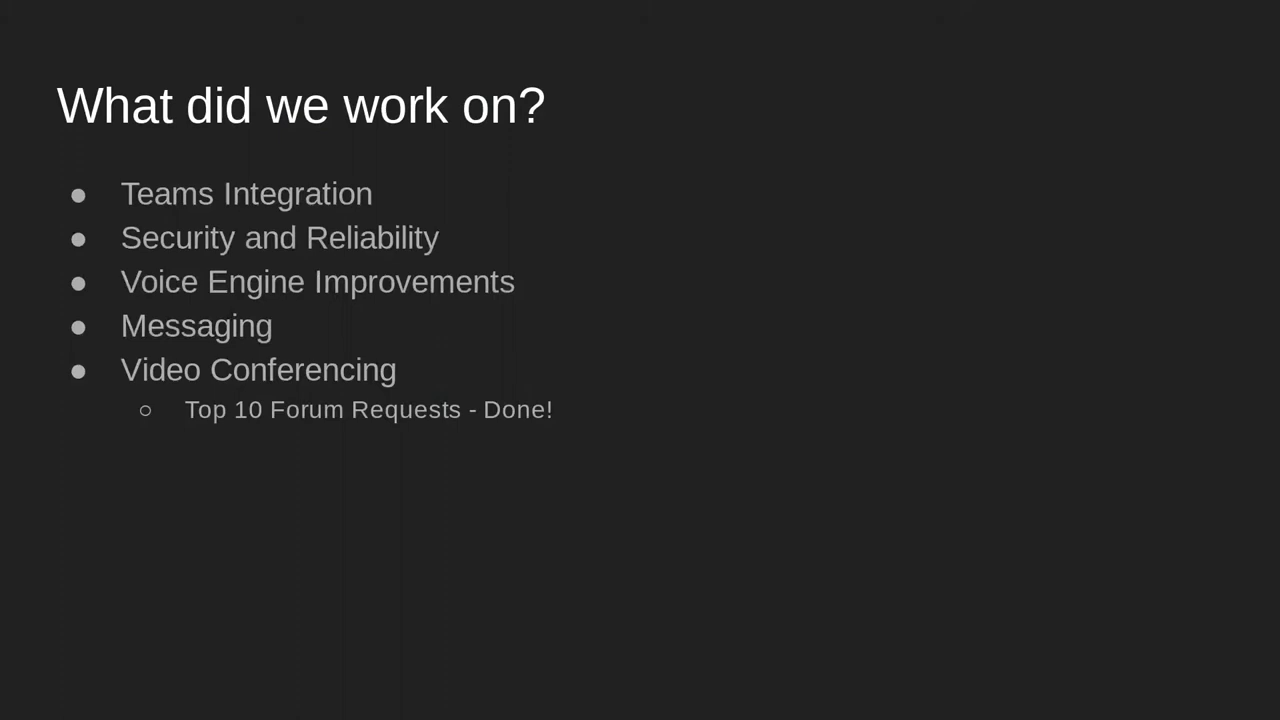 What did we work on?
● Teams Integration
● Security and Reliability
● Voice Engine Improvements
● Messaging
● Video Conferencing
○ Top 10 Forum Requests - Done!